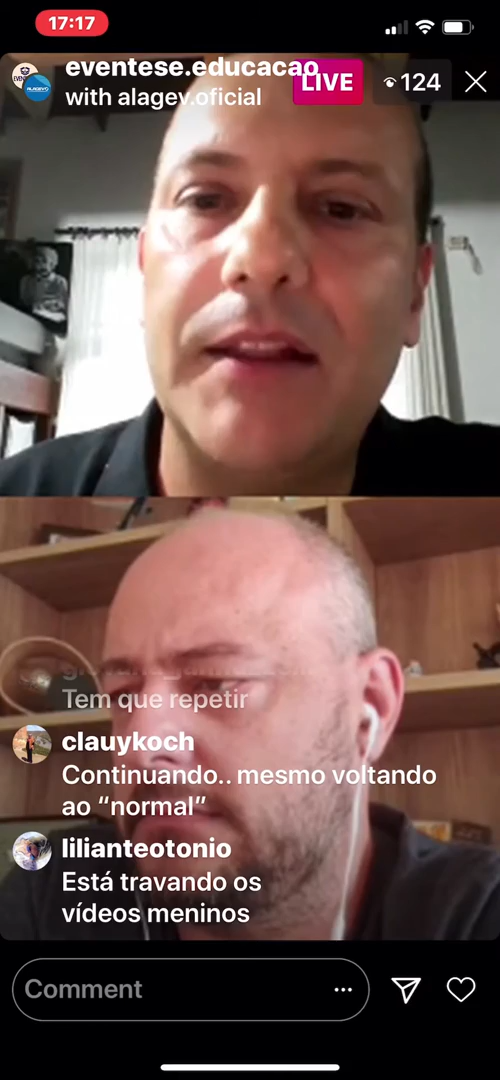 17:17
eventese.educacao
with alagev.oficial
LIVE
124
Tem que repetir
clauykoch
Continuando.. mesmo voltando
ao “normal”
lilianteotonio
Está travando os
vídeos meninos
Comment